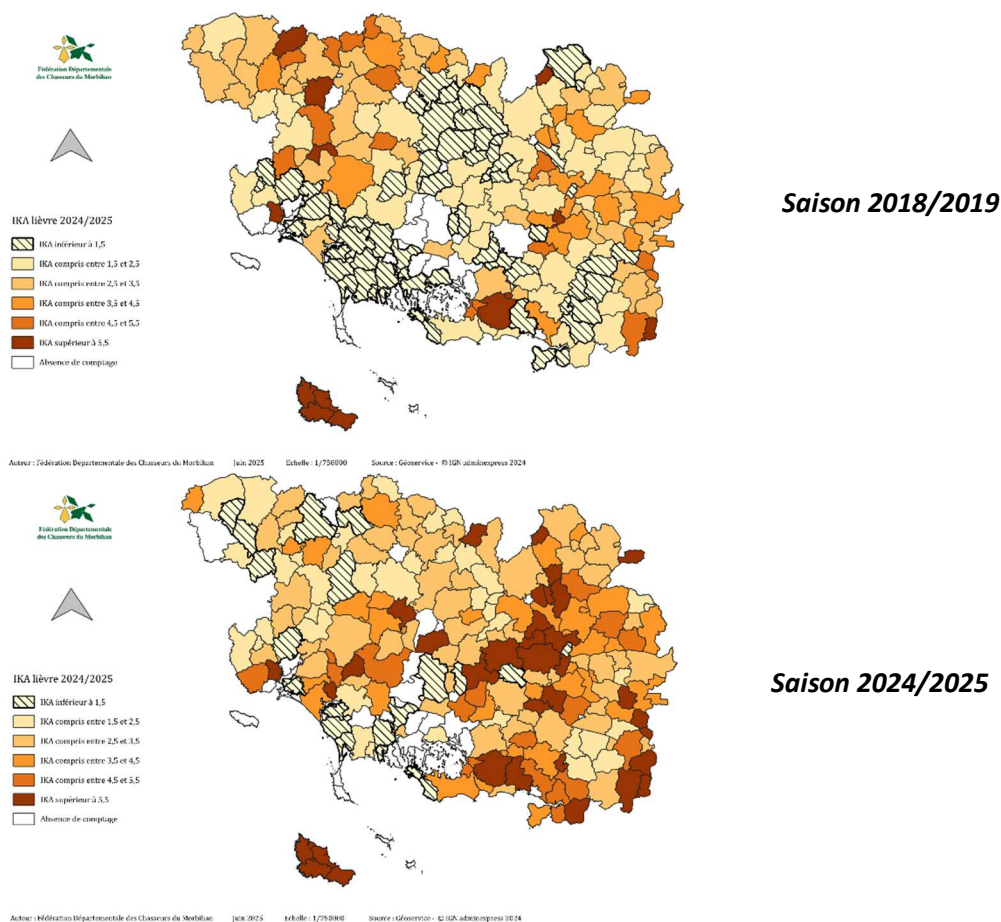 Fédération Départementale
des Chasseurs du Morbihan
Saison 2018/2019
IKA lièvre 2024/2025
IKA inférieur à 1,5
IKA compris entre 1,5 et 2,5
IKA compris entre 2,5 et 3,5
IKA compris entre 3,5 et 4,5
IKA compris entre 4,5 et 5,5
IKA supérieur à 5,5
Absence de comptage
Auteur : Fédération Départementale des Chasseurs du Morbihan Juin 2025 Echelle : 1/750000 Source : Géoservice - © IGN adminexpress 2024
Fédération Départementale
des Chasseurs du Morbihan
Saison 2024/2025
IKA lièvre 2024/2025
IKA inférieur à 1,5
IKA compris entre 1,5 et 2,5
IKA compris entre 2,5 et 3,5
IKA compris entre 3,5 et 4,5
IKA compris entre 4,5 et 5,5
IKA supérieur à 5,5
Absence de comptage
Auteur : Fédération Départementale des Chasseurs du Morbihan Juin 2025 Echelle : 1/750000 Source : Géoservice - © IGN adminexpress 2024